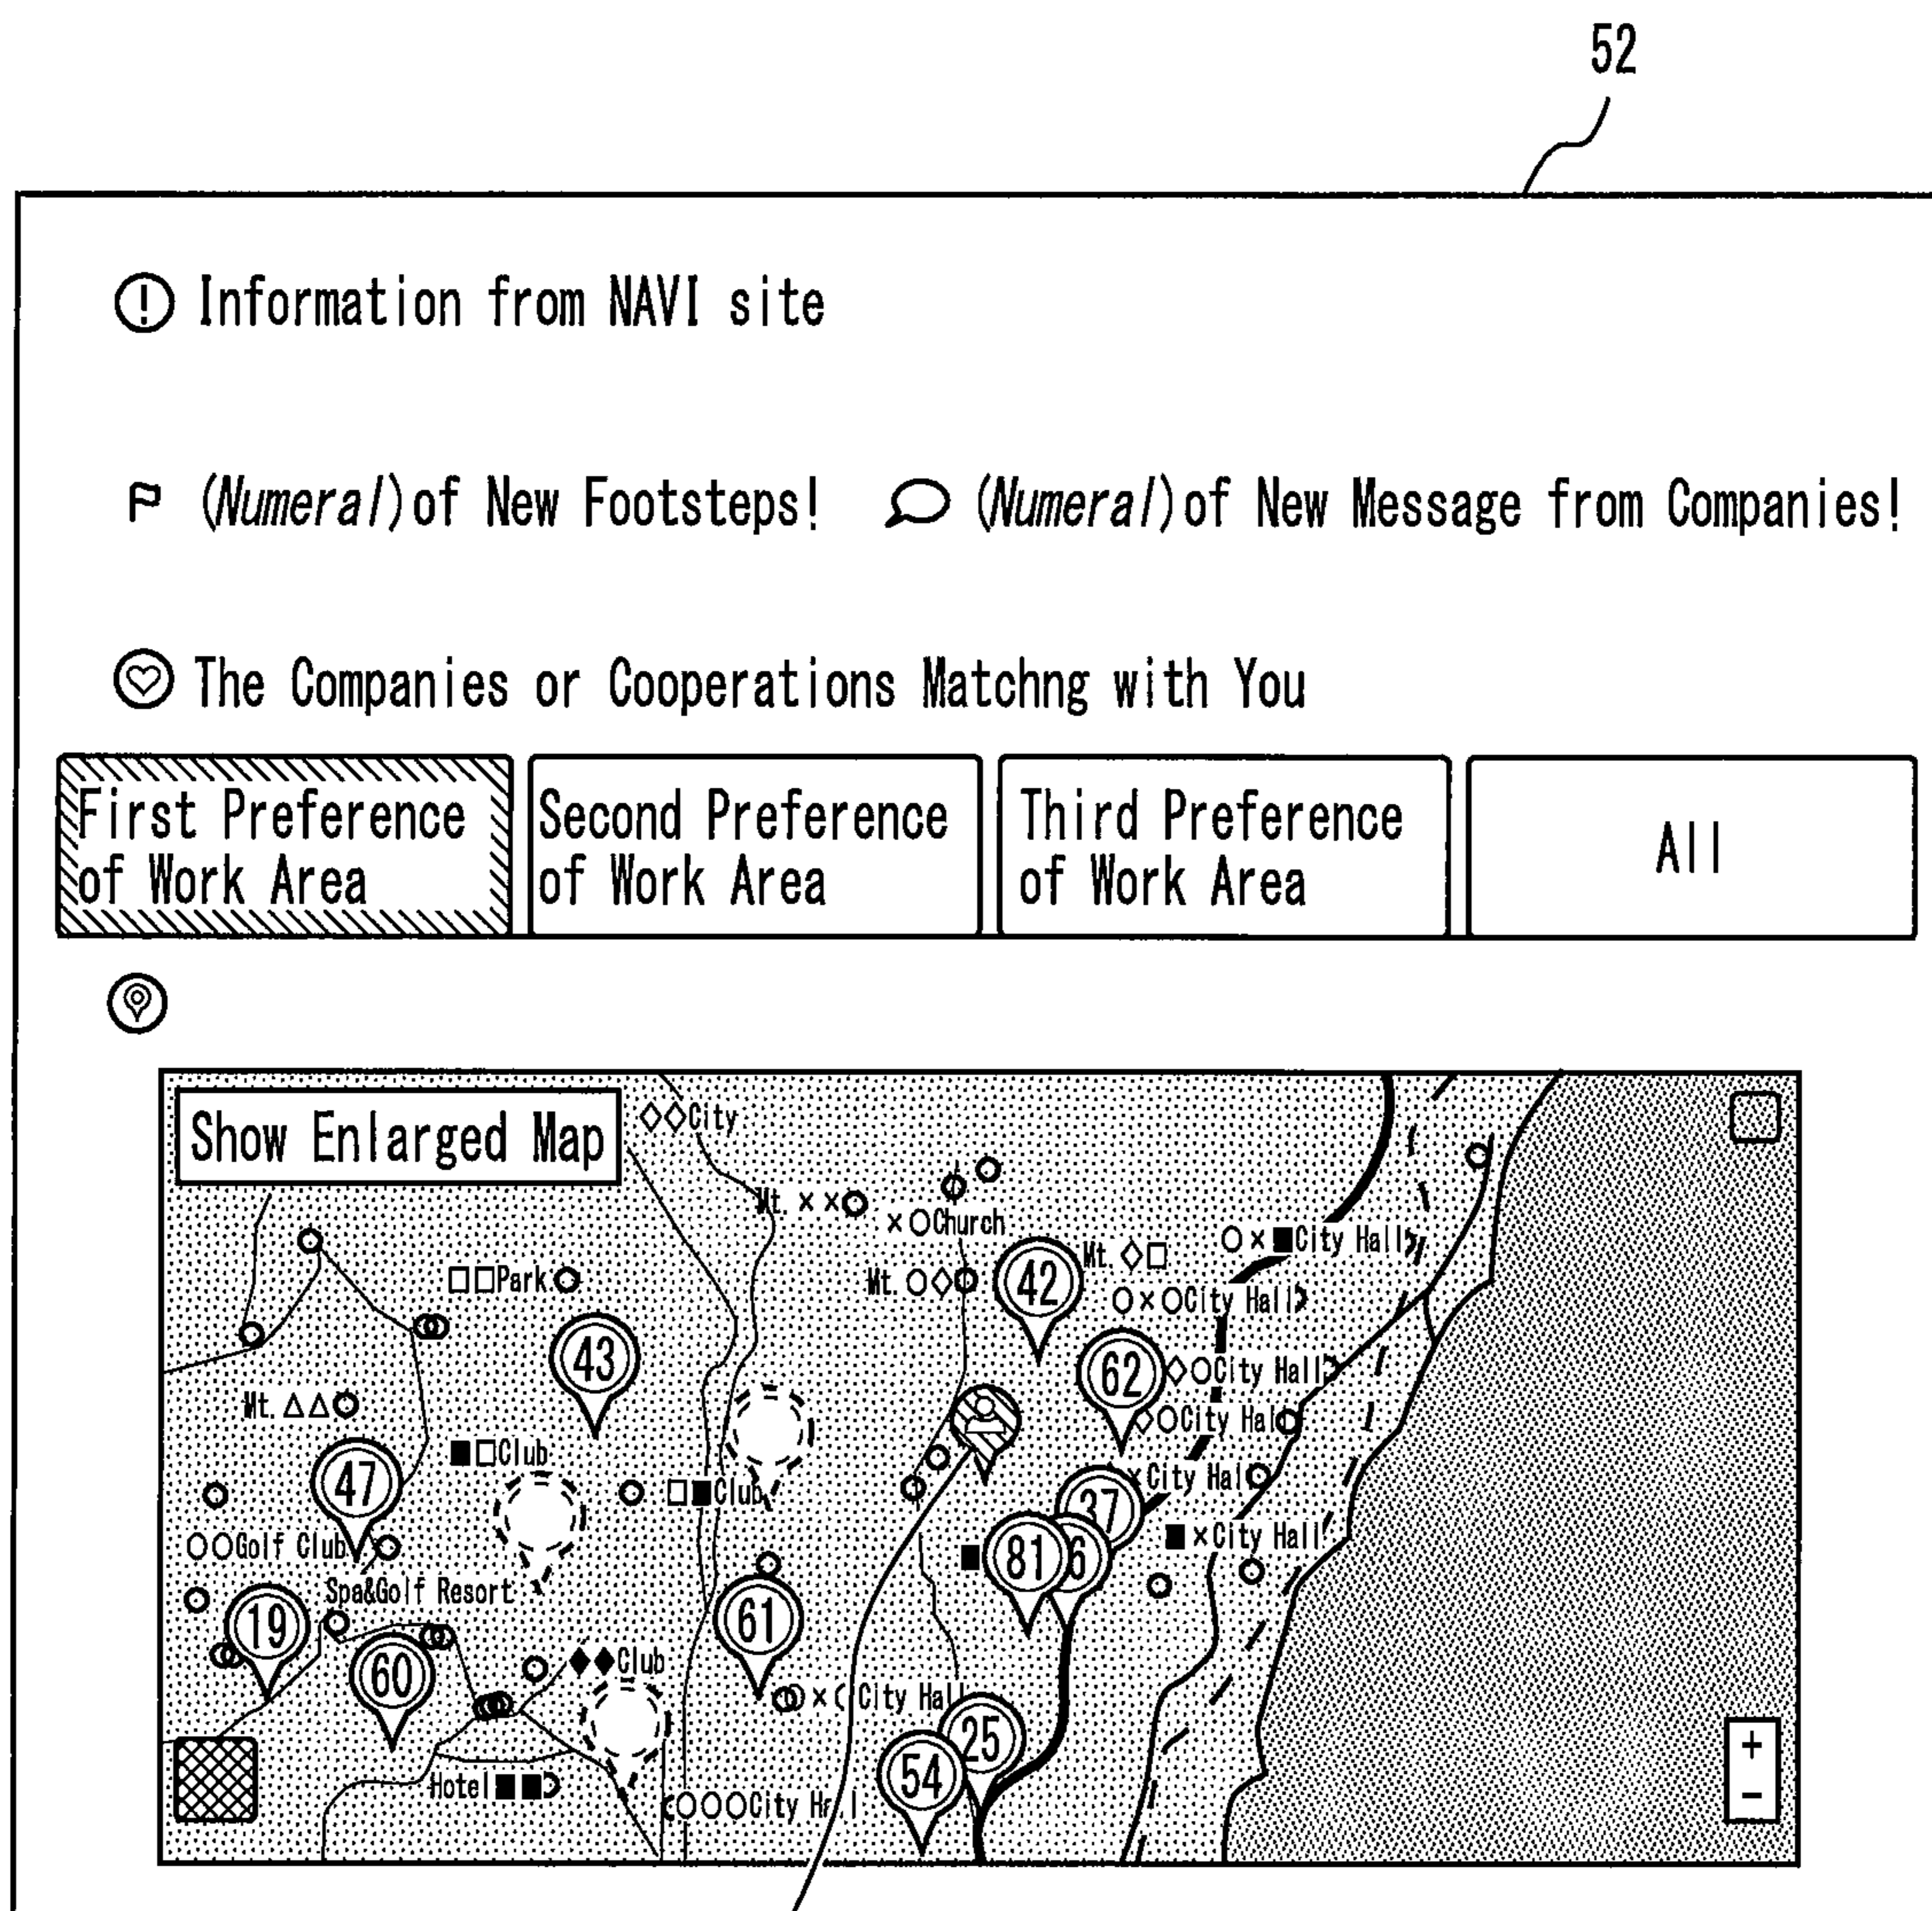 52
Information from NAVI site
(Numeral)of New Footsteps! (Numeral)of New Message from Companies!
The Companies or Cooperations Matchng with You
First Preference
of Work Area
Second Preference
of Work Area
Third Preference
of Work Area
All
Show Enlarged Map
◇◇City
Mt. ××
×○Church
○×■City Hall
□□Park
Mt. ○◇
42
Mt. ◇□
○×○City Hall
43
62
◇○City Hall
Mt. △△
◇○City Hal
■□Club
47
□■Club
×City Hal
37
○○Golf Club
■
81
6
■×City Hall
Spa&Golf Resort
19
61
60
◆◆Club
×
City Hal
25
54
Hotel■■
○○○City H
+
−